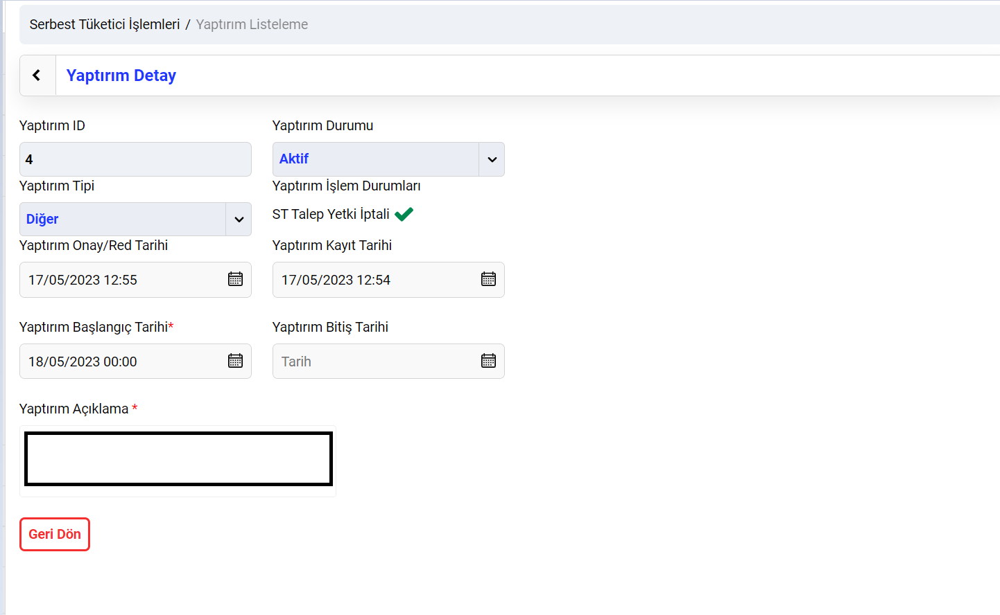 Serbest Tüketici İşlemleri / Yaptırım Listeleme
Yaptırım Detay
Yaptırım ID
Yaptırım Durumu
4
Aktif
Yaptırım Tipi
Yaptırım İşlem Durumları
Diğer
ST Talep Yetki İptali
Yaptırım Onay/Red Tarihi
Yaptırım Kayıt Tarihi
17/05/2023 12:55
17/05/2023 12:54
Yaptırım Başlangıç Tarihi*
Yaptırım Bitiş Tarihi
18/05/2023 00:00
Tarih
Yaptırım Açıklama *
Geri Dön